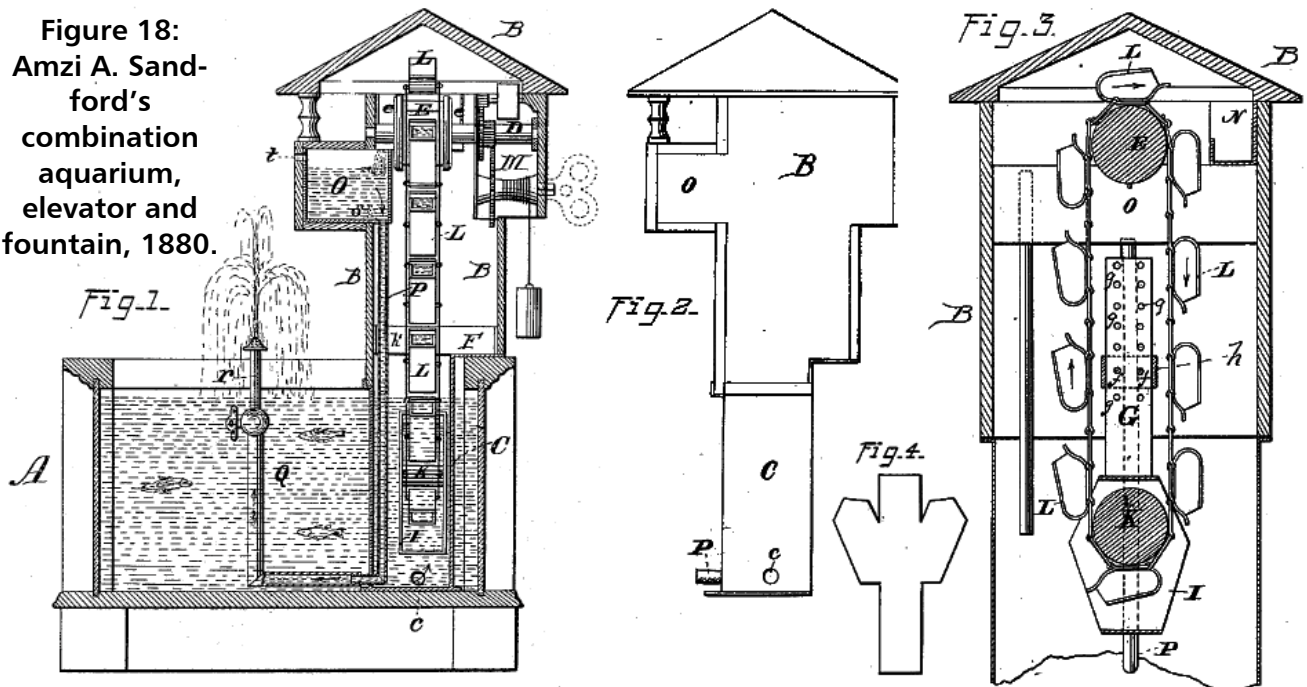 Figure 18:
Amzi A. Sand-
ford's
combination
aquarium,
elevator and
fountain, 1880.
Fig. 1.
B
L
E
D
t
O
M
L
B
P
B
k
F
L
r
C
A
Q
K
I
c
Fig. 2.
B
O
C
P
c
Fig. 4.
Fig. 3.
B
L
N
E
O
L
g
g
g
g
B
h
f
f
g
G
L
K
I
P